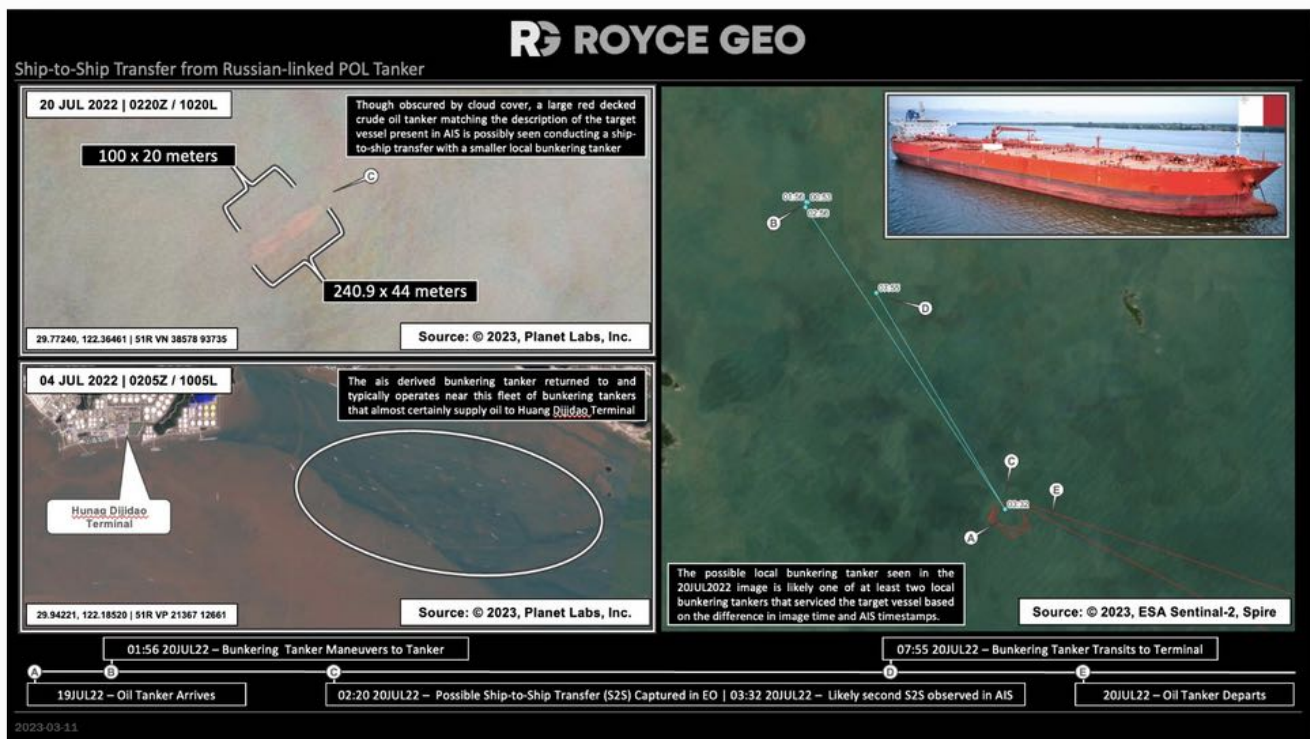 RG ROYCE GEO
Ship-to-Ship Transfer from Russian-linked POL Tanker
20 JUL 2022 | 0220Z / 1020L
Though obscured by cloud cover, a large red decked
crude oil tanker matching the description of the target
vessel present in AIS is possibly seen conducting a ship-
to-ship transfer with a smaller local bunkering tanker
100 x 20 meters
C
240.9 x 44 meters
29.77240, 122.36461 | 51R VN 38578 93735
Source: © 2023, Planet Labs, Inc.
04 JUL 2022 | 0205Z / 1005L
The ais derived bunkering tanker returned to and
typically operates near this fleet of bunkering tankers
that almost certainly supply oil to Huang Dijidao Terminal
Hunag Dijidao
Terminal
29.94221, 122.18520 | 51R VP 21367 12661
Source: © 2023, Planet Labs, Inc.
01:56 00:53
02:56
B
07:55
D
C
E
03:32
A
The possible local bunkering tanker seen in the
20JUL2022 image is likely one of at least two local
bunkering tankers that serviced the target vessel based
on the difference in image time and AIS timestamps.
Source: © 2023, ESA Sentinal-2, Spire
01:56 20JUL22 – Bunkering Tanker Maneuvers to Tanker
07:55 20JUL22 – Bunkering Tanker Transits to Terminal
A B C D E
19JUL22 – Oil Tanker Arrives
02:20 20JUL22 – Possible Ship-to-Ship Transfer (S2S) Captured in EO | 03:32 20JUL22 – Likely second S2S observed in AIS
20JUL22 – Oil Tanker Departs
2023-03-11